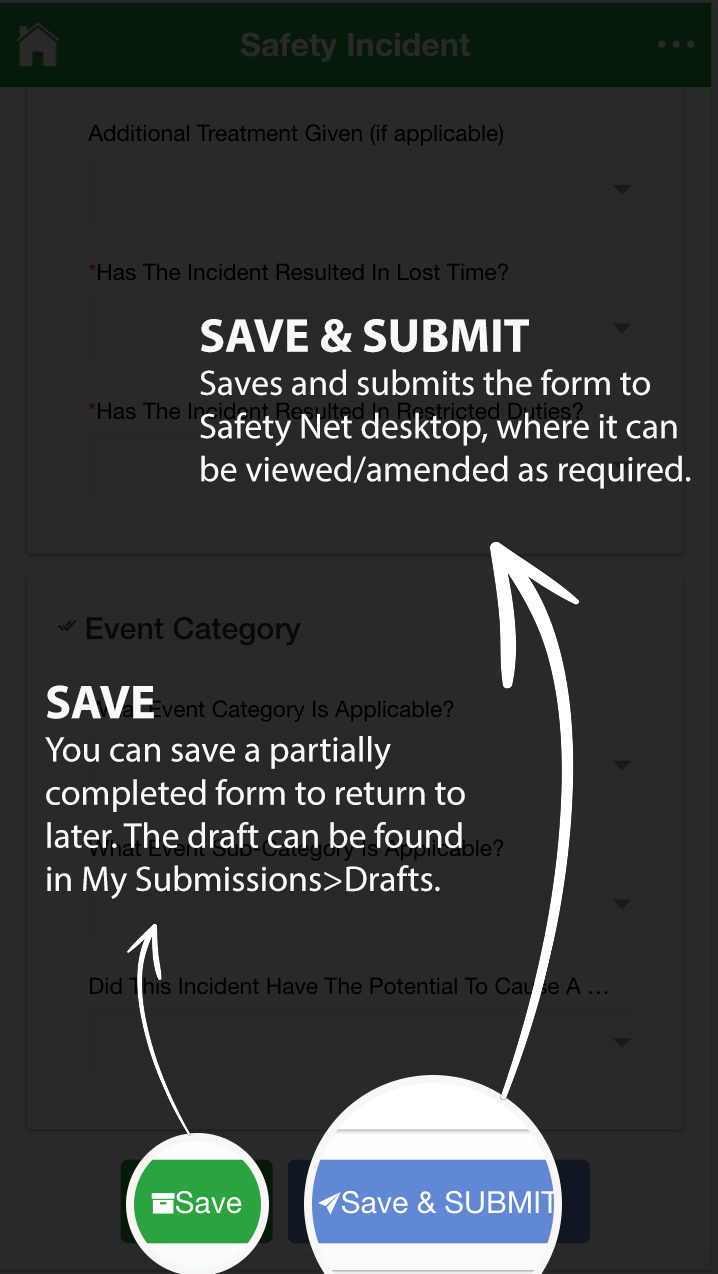 Safety Incident
Additional Treatment Given (if applicable)
*Has The Incident Resulted In Lost Time?
SAVE & SUBMIT
Saves and submits the form to
*Has The Incident Resulted In Restricted Duties?
Safety Net desktop, where it can
be viewed/amended as required.
Event Category
SAVE
Event Category Is Applicable?
You can save a partially
completed form to return to
later. The draft can be found
What Event Sub-Category Is Applicable?
in My Submissions>Drafts.
Did This Incident Have The Potential To Cause A ...
Save
Save & SUBMIT